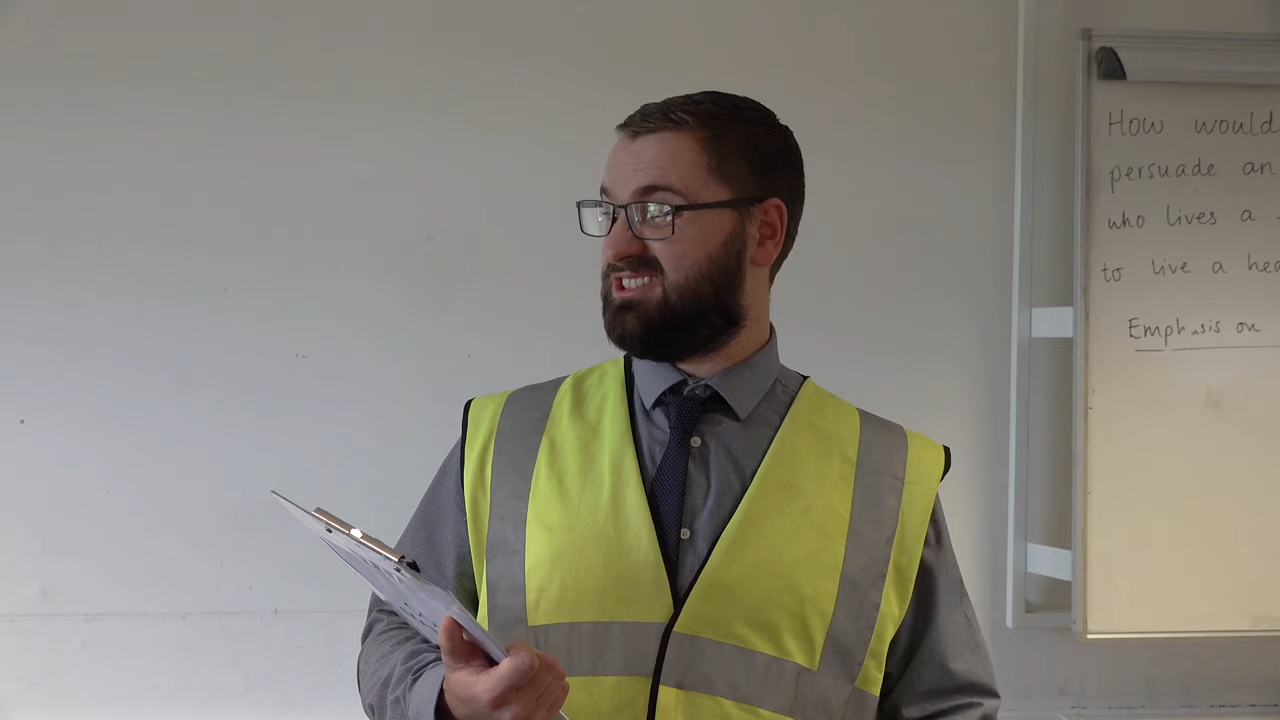 How would
persuade an
who lives a
to live a hea
Emphasis on